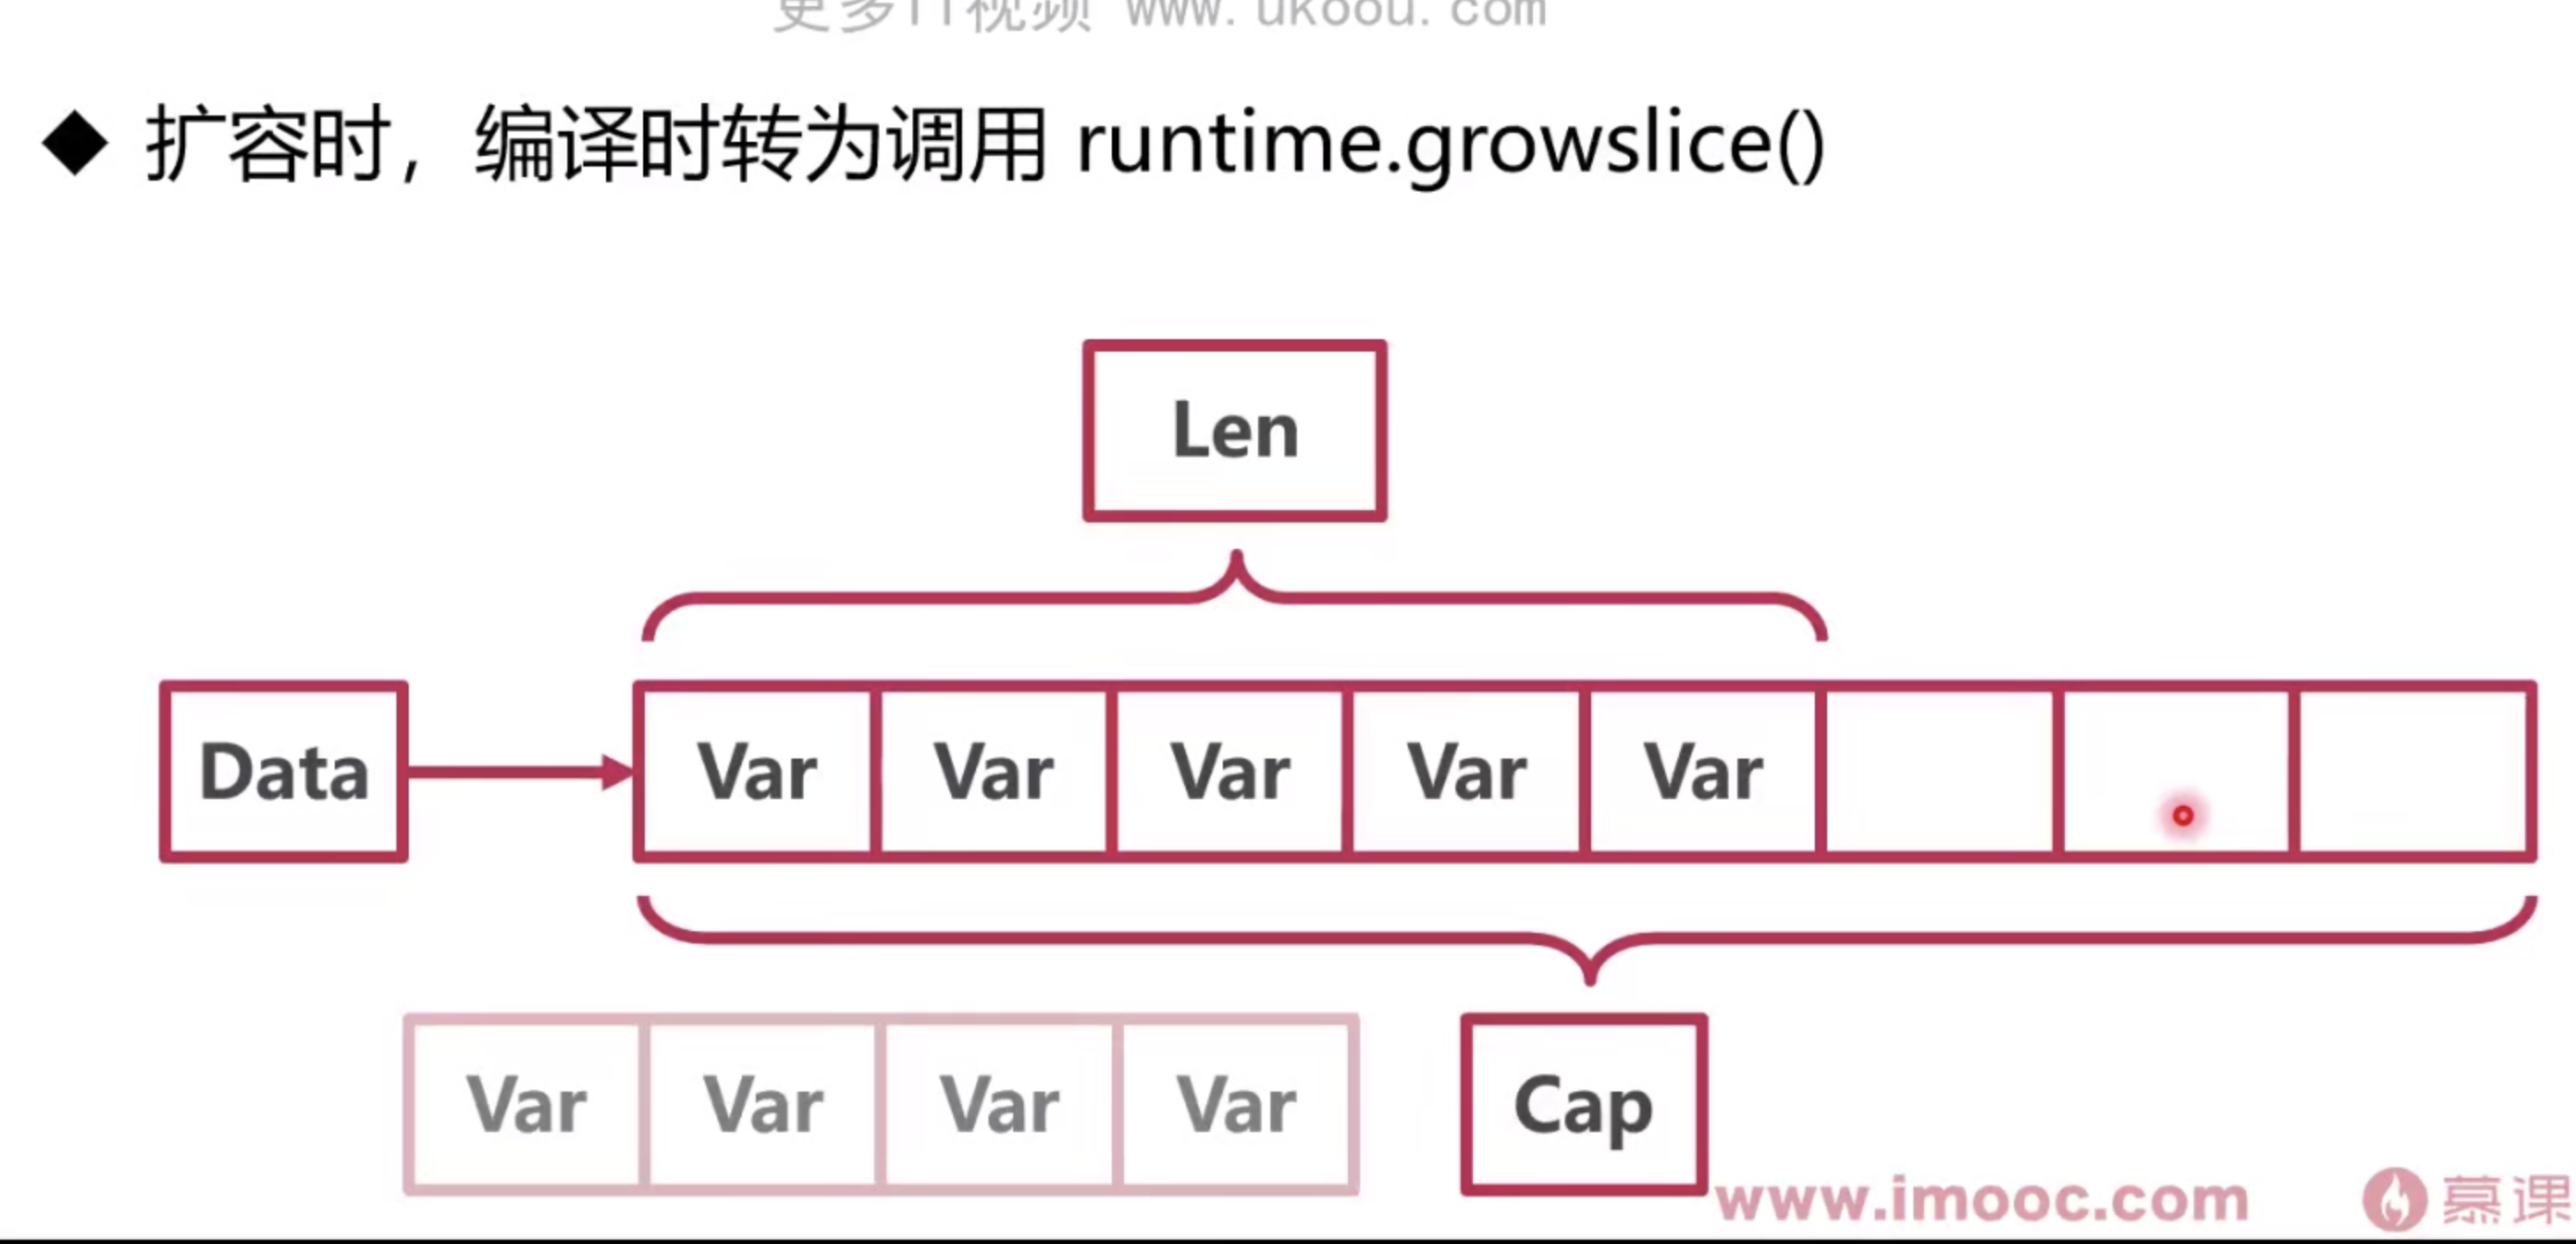 更多IT视频 www.ukoou.com
◆ 扩容时，编译时转为调用 runtime.growslice()
Len
Data Var Var Var Var Var
Var Var Var Var Cap
www.imooc.com 慕课